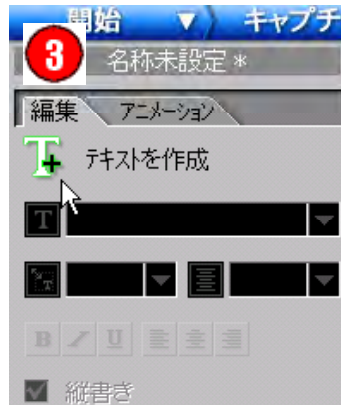 開始 ▼ キャプチ
3 名称未設定 *
編集 アニメーション
T+ テキストを作成
T
T
B I U
縦書き